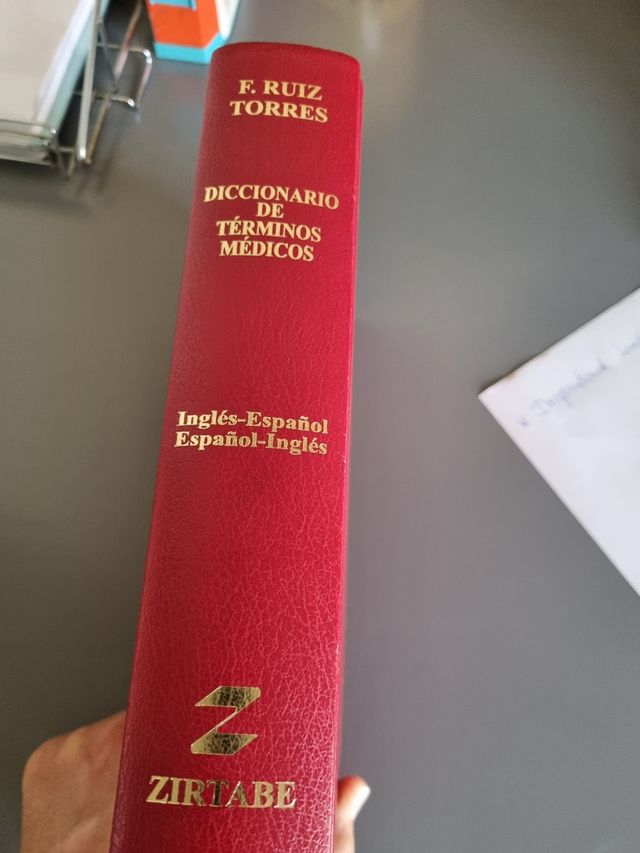 F. RUIZ
TORRES
DICCIONARIO
DE
TÉRMINOS
MÉDICOS
Inglés-Español
Español-Inglés
ZIRTABE